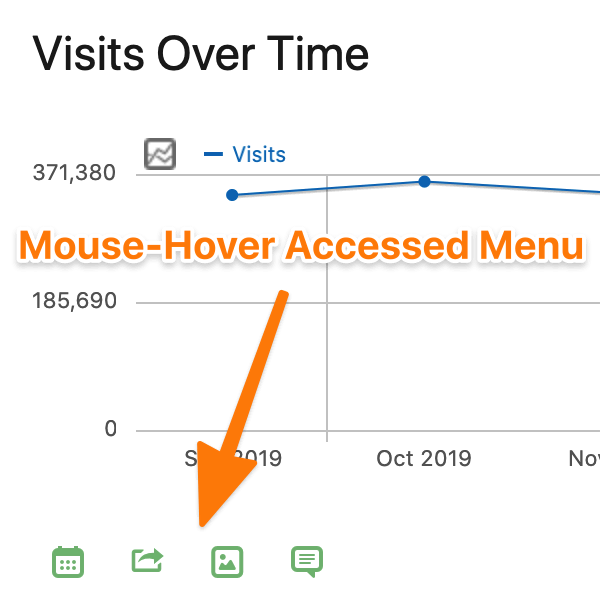 Visits Over Time
Visits
371,380
Mouse-Hover Accessed Menu
185,690
0
2019
Oct 2019